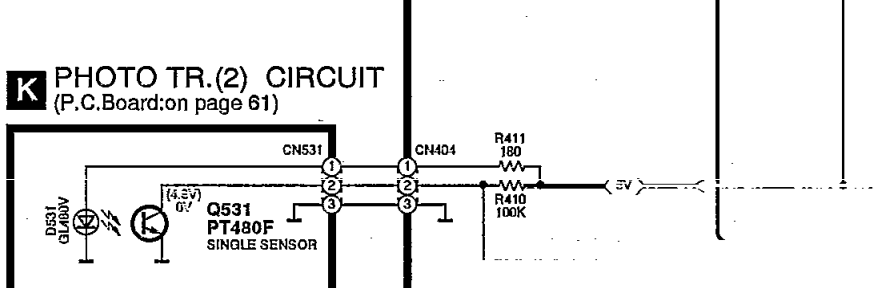 K PHOTO TR.(2) CIRCUIT
(P.C.Board:on page 61)
CN531
CN404
R411
180
1
1
2
2
3
3
R410
100K
5V
(4.8V)
0V
D531
GL480V
Q531
PT480F
SINGLE SENSOR